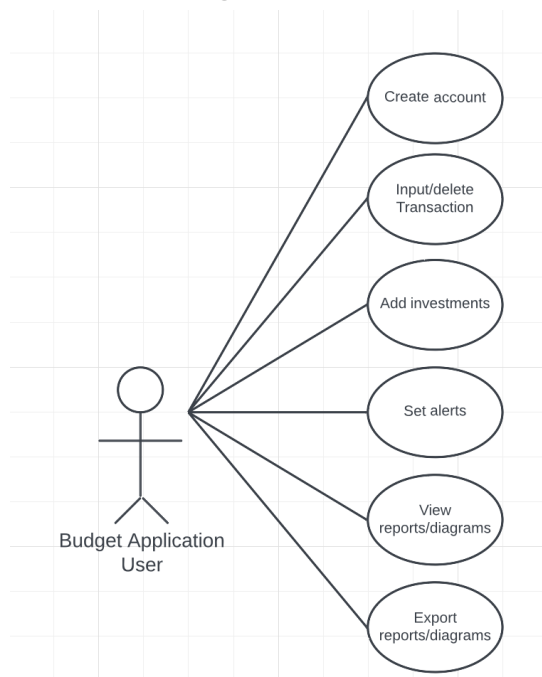 Create account
Input/delete
Transaction
Add investments
Set alerts
View
reports/diagrams
Export
reports/diagrams
Budget Application
User